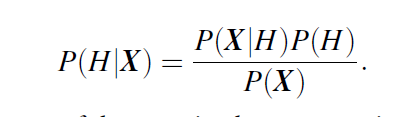 P(H|X) = P(X|H)P(H) / P(X) .